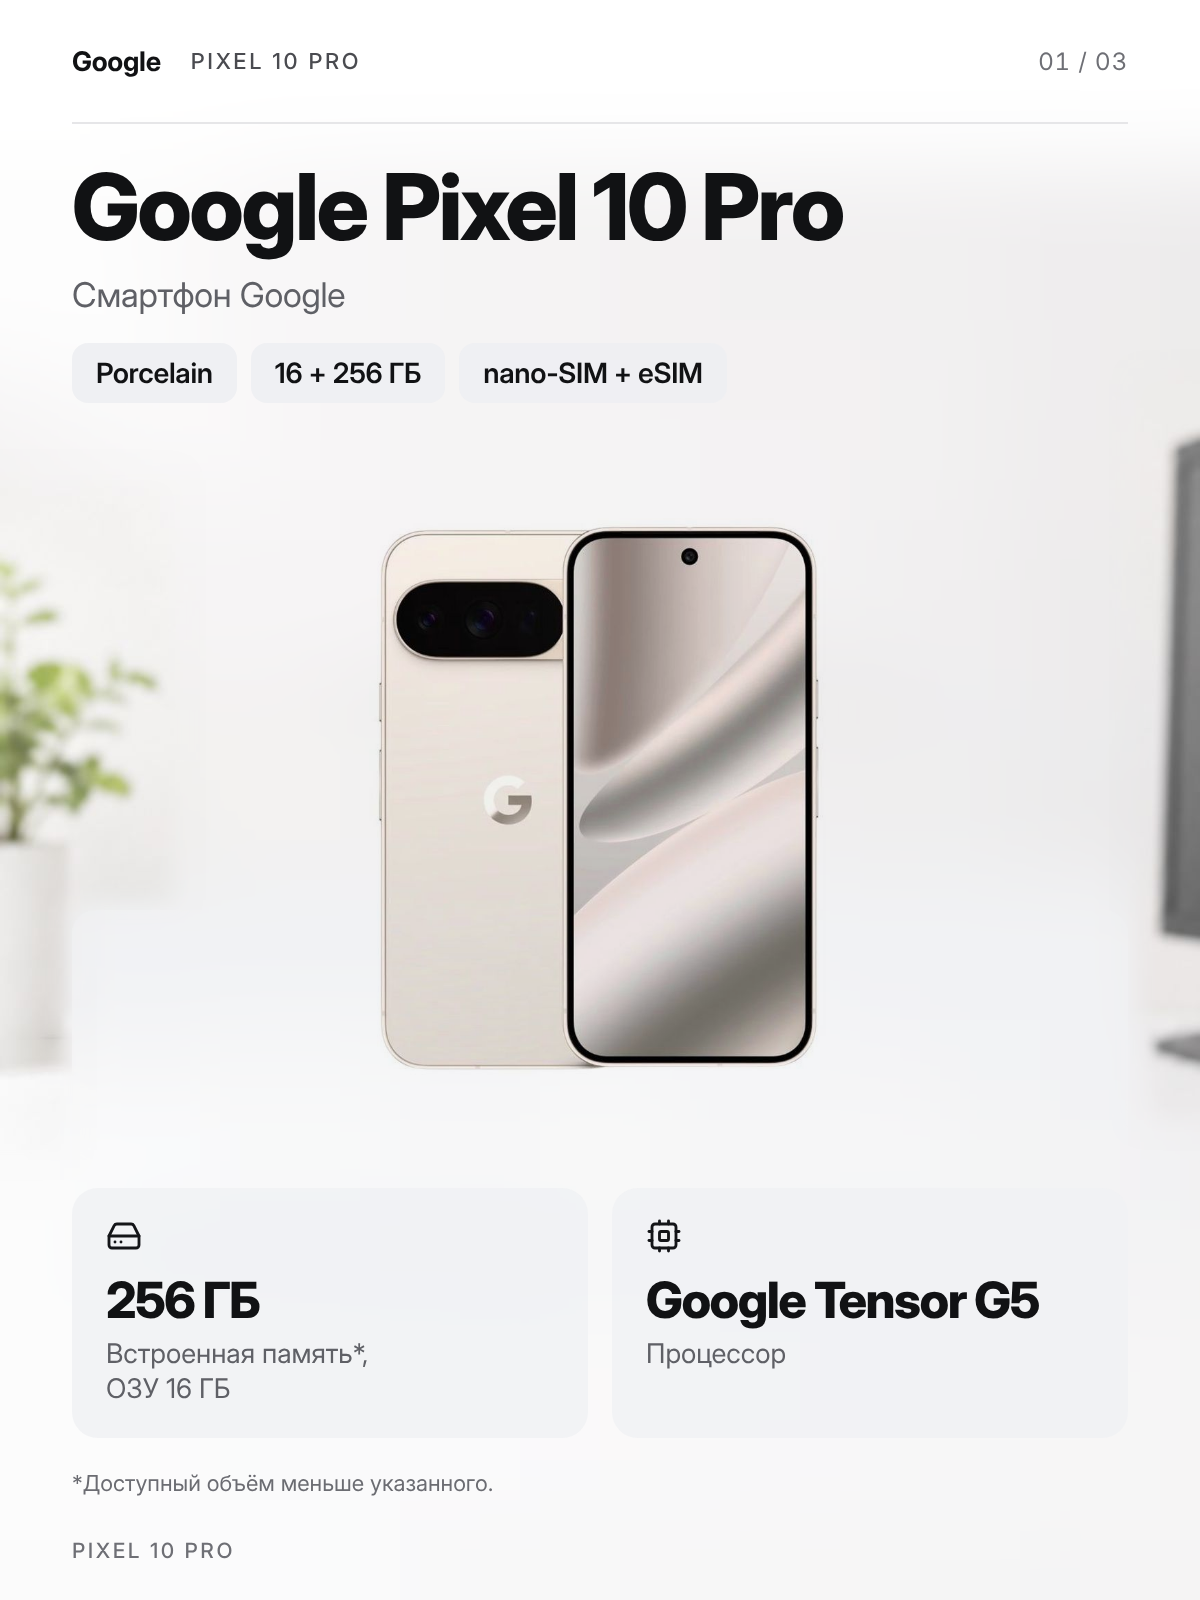 Google PIXEL 10 PRO 01 / 03
Google Pixel 10 Pro
Смартфон Google
Porcelain 16 + 256 ГБ nano-SIM + eSIM
G
256 ГБ
Встроенная память*,
ОЗУ 16 ГБ
Google Tensor G5
Процессор
*Доступный объём меньше указанного.
PIXEL 10 PRO